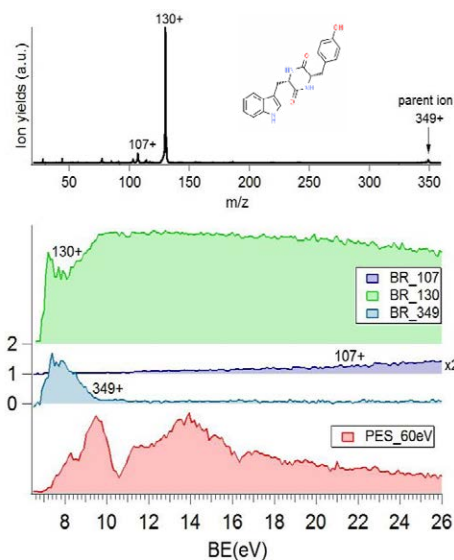 130+
OH
O
HN
NH
O
HN
parent ion
349+
107+
Ion yields (a.u.)
50 100 150 200 250 300 350
m/z
130+
BR_107
BR_130
BR_349
2
107+
x2
1
349+
0
PES_60eV
8 10 12 14 16 18 20 22 24 26
BE(eV)